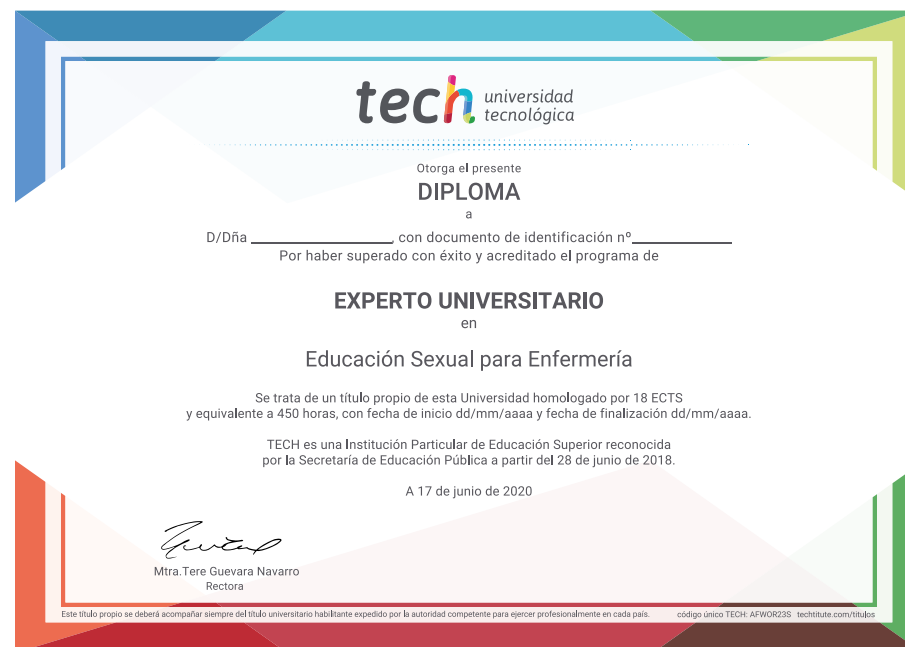 tech universidad
tecnológica
Otorga el presente
DIPLOMA
a
D/Dña ____________________, con documento de identificación nº______________
Por haber superado con éxito y acreditado el programa de
EXPERTO UNIVERSITARIO
en
Educación Sexual para Enfermería
Se trata de un título propio de esta Universidad homologado por 18 ECTS
y equivalente a 450 horas, con fecha de inicio dd/mm/aaaa y fecha de finalización dd/mm/aaaa.
TECH es una Institución Particular de Educación Superior reconocida
por la Secretaría de Educación Pública a partir del 28 de junio de 2018.
A 17 de junio de 2020
Mtra.Tere Guevara Navarro
Rectora
Este título propio se deberá acompañar siempre del título universitario habilitante expedido por la autoridad competente para ejercer profesionalmente en cada país. código único TECH: AFWOR23S techtitute.com/títulos